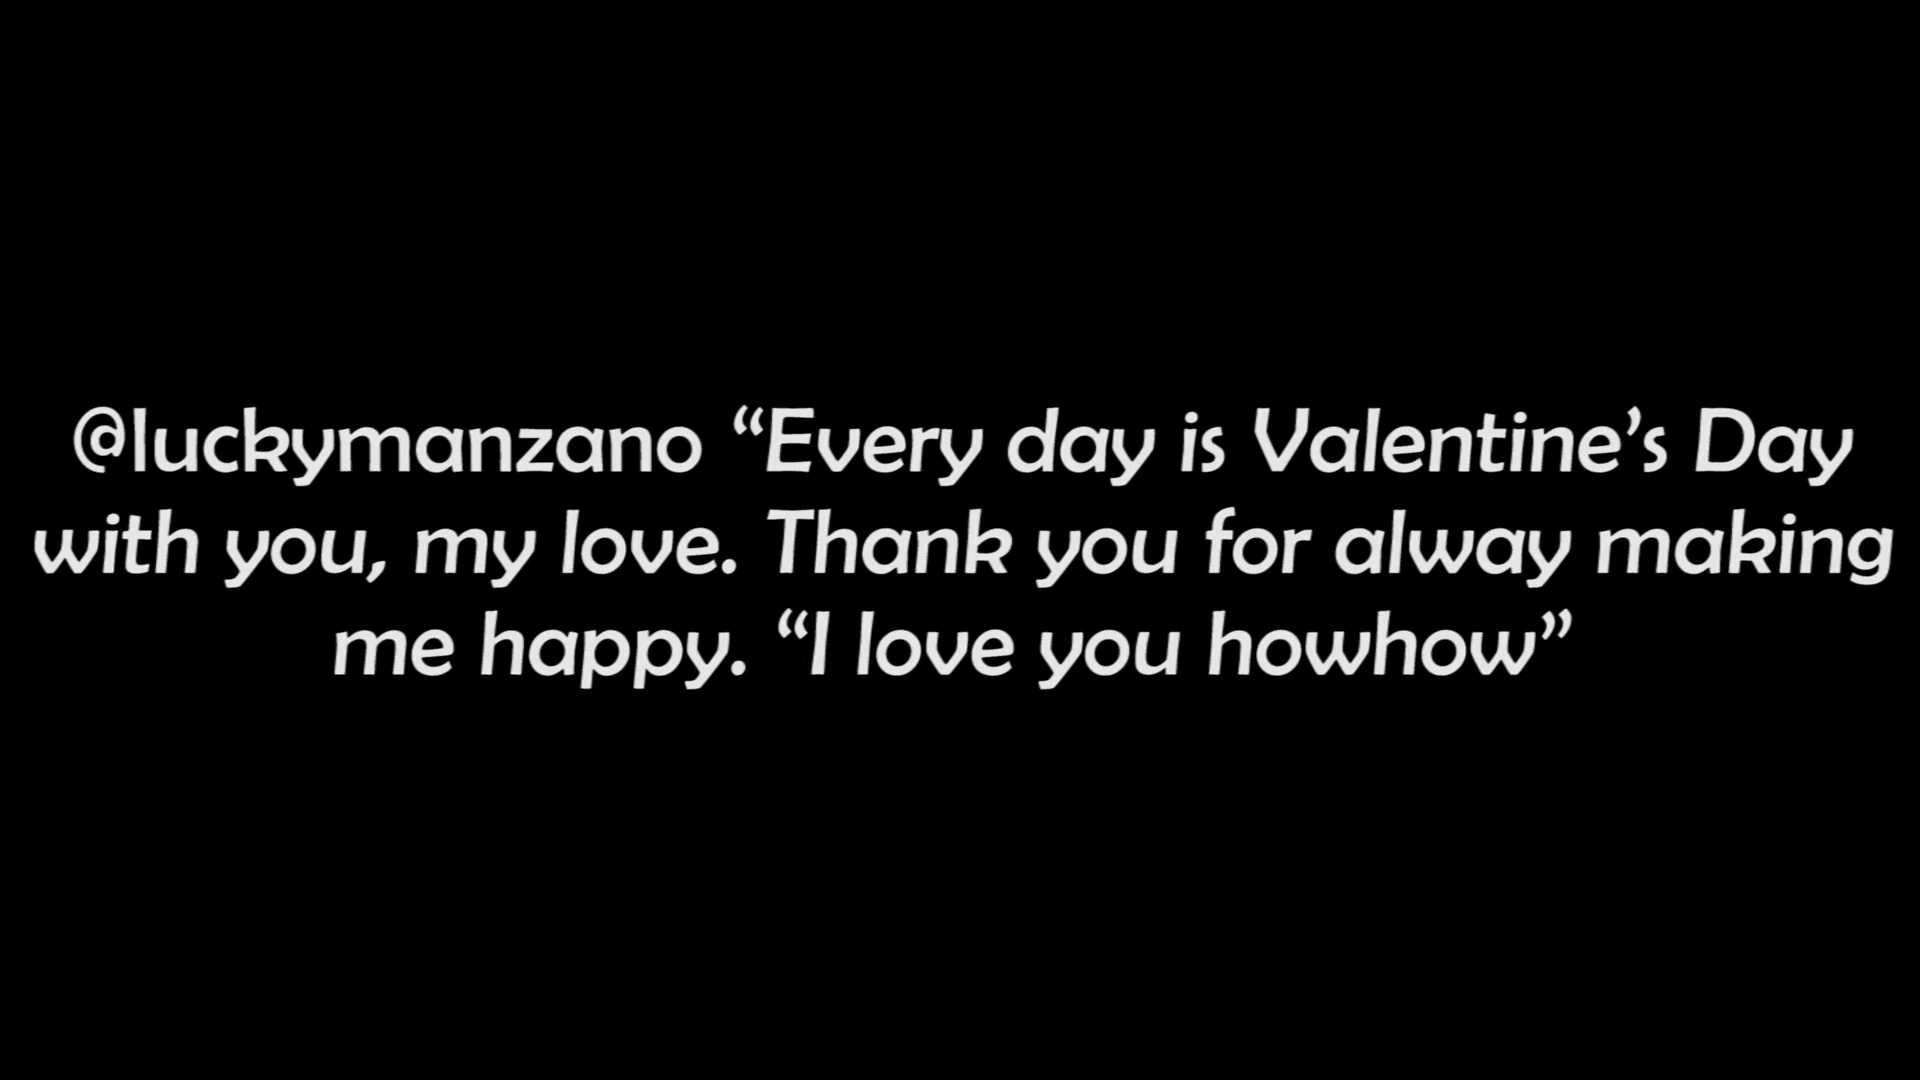 @luckymanzano “Every day is Valentine’s Day
with you, my love. Thank you for alway making
me happy. “I love you howhow”